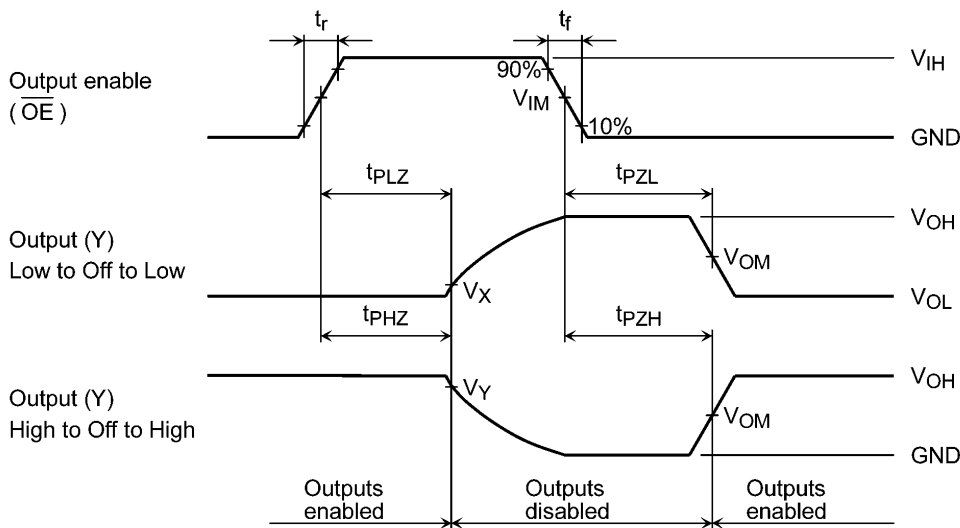 tr
tf
VIH
90%
Output enable
( OE )
VIM
10%
GND
tPLZ
tPZL
VOH
Output (Y)
Low to Off to Low
VOM
VX
VOL
tPHZ
tPZH
VOH
VY
Output (Y)
High to Off to High
VOM
GND
Outputs
enabled
Outputs
disabled
Outputs
enabled